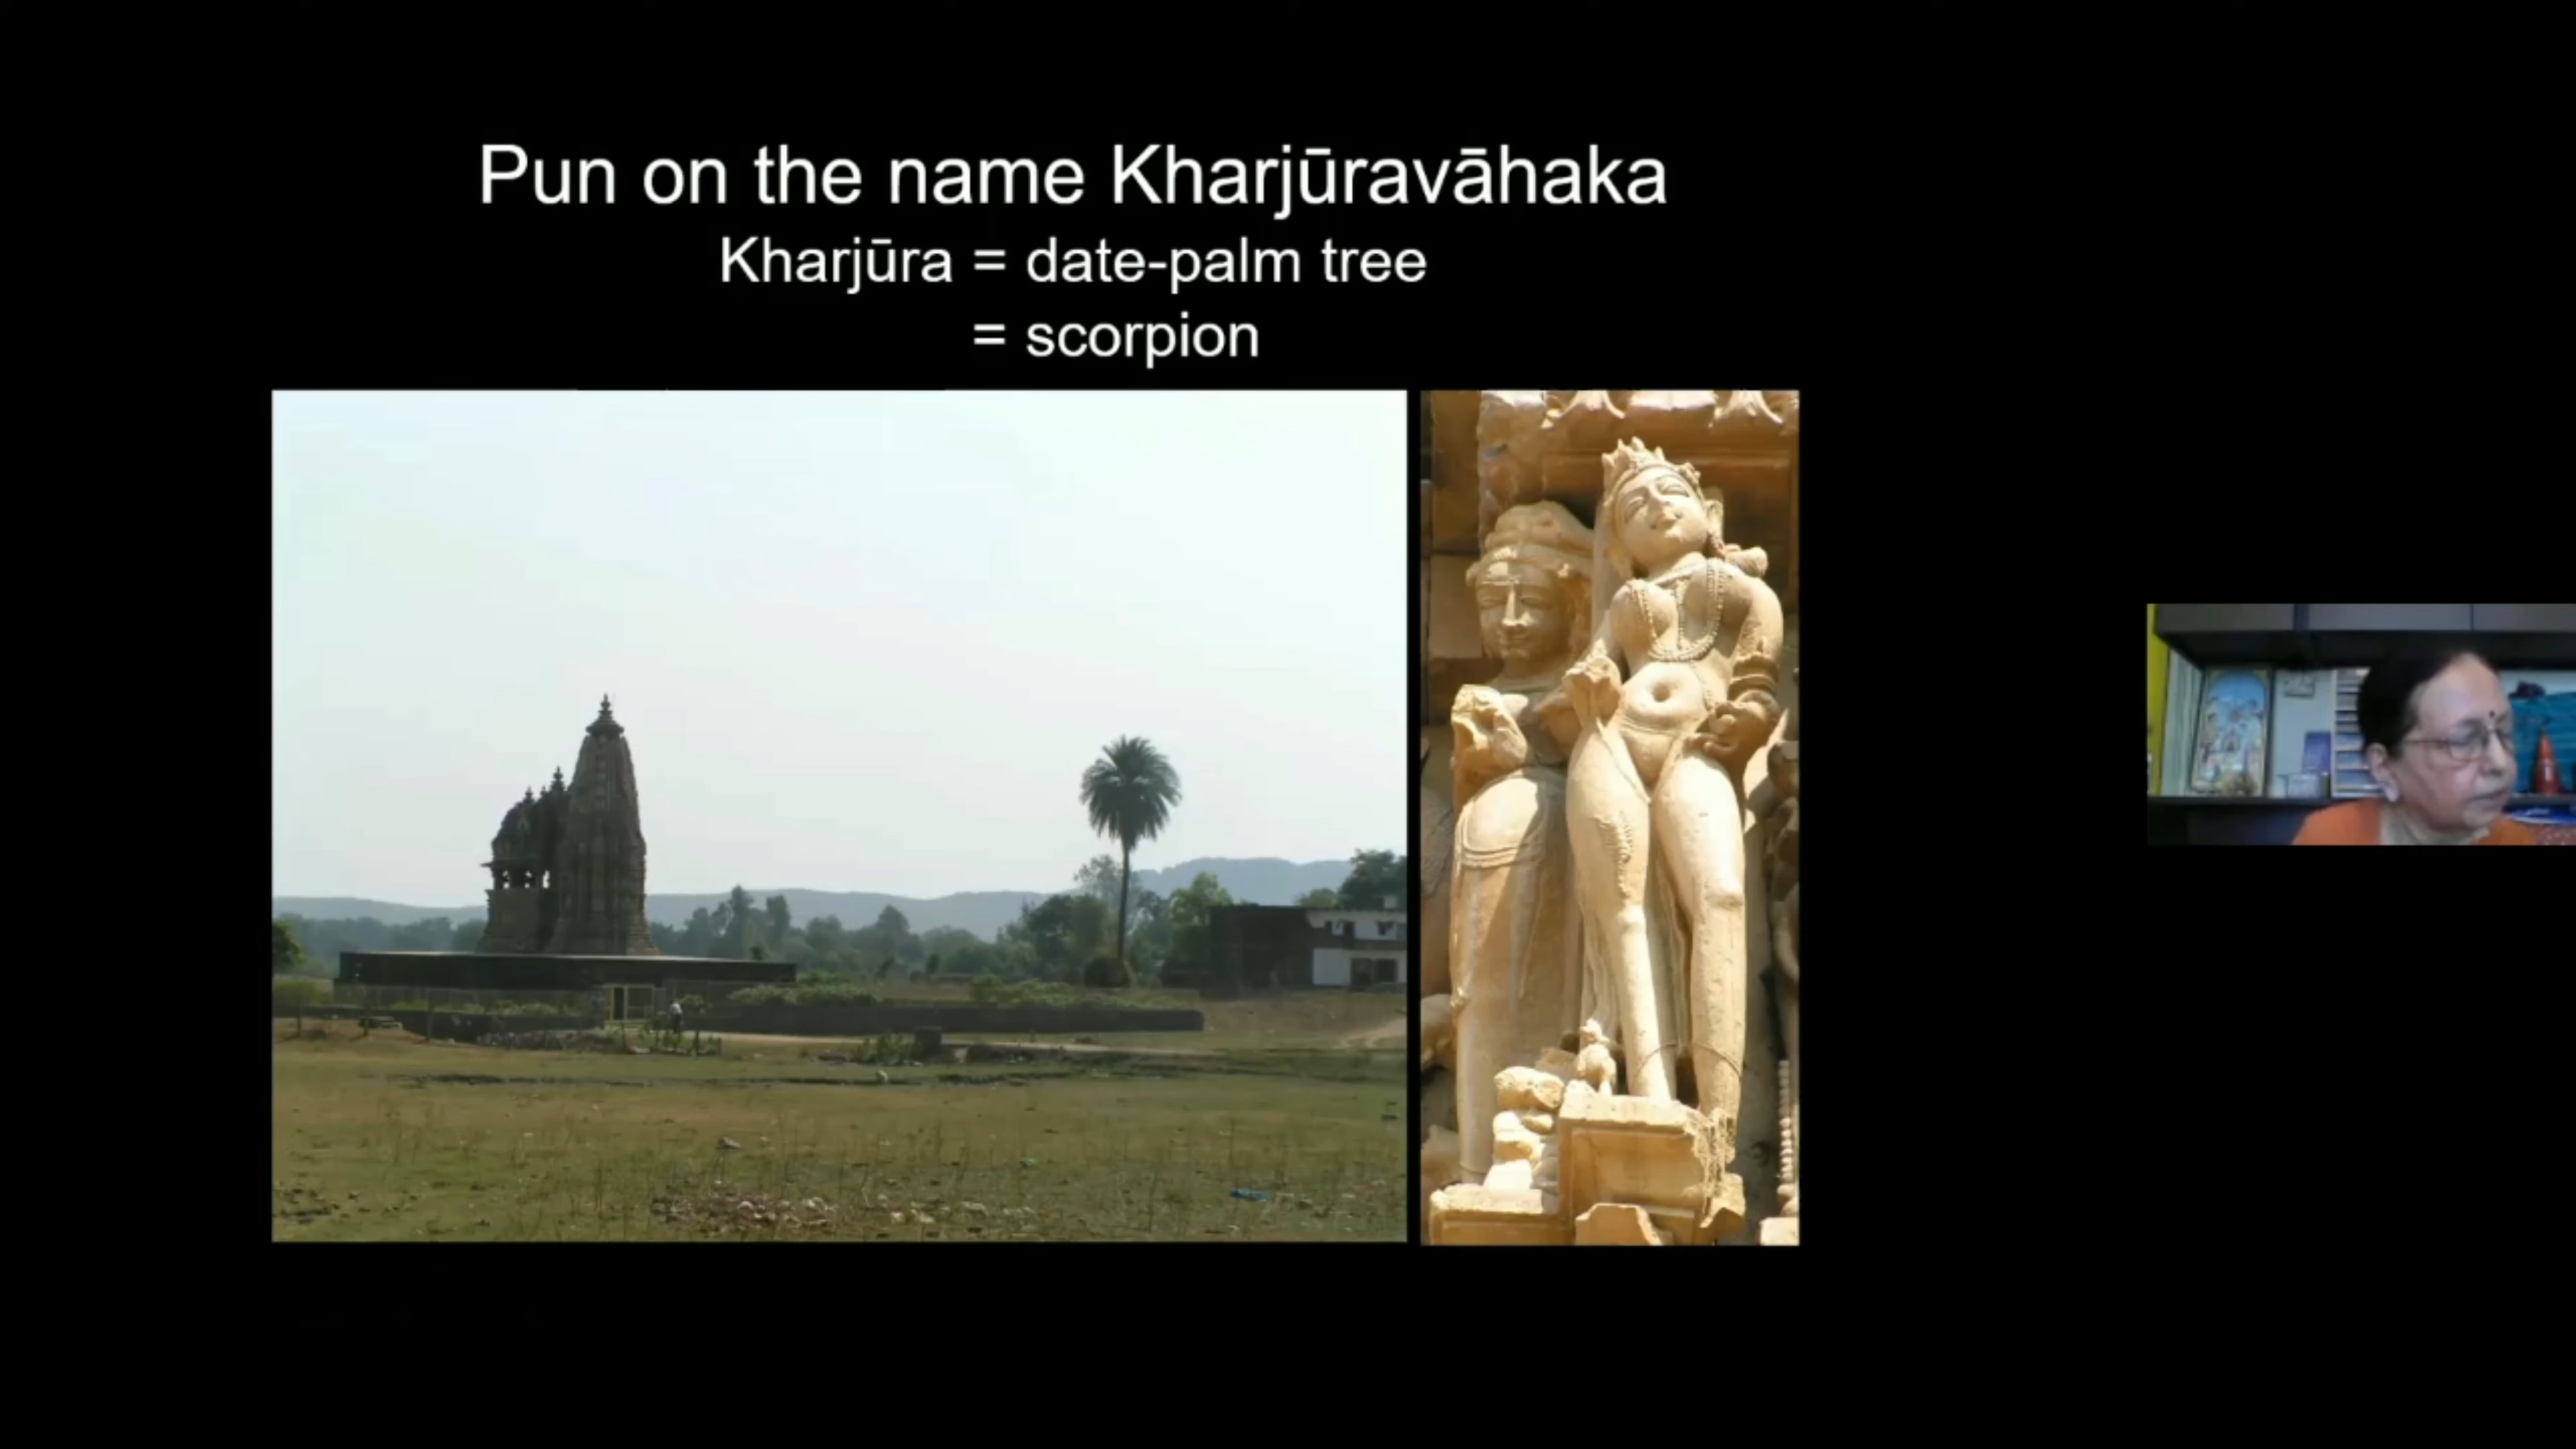 Pun on the name Kharjūravāhaka
Kharjūra = date-palm tree
= scorpion